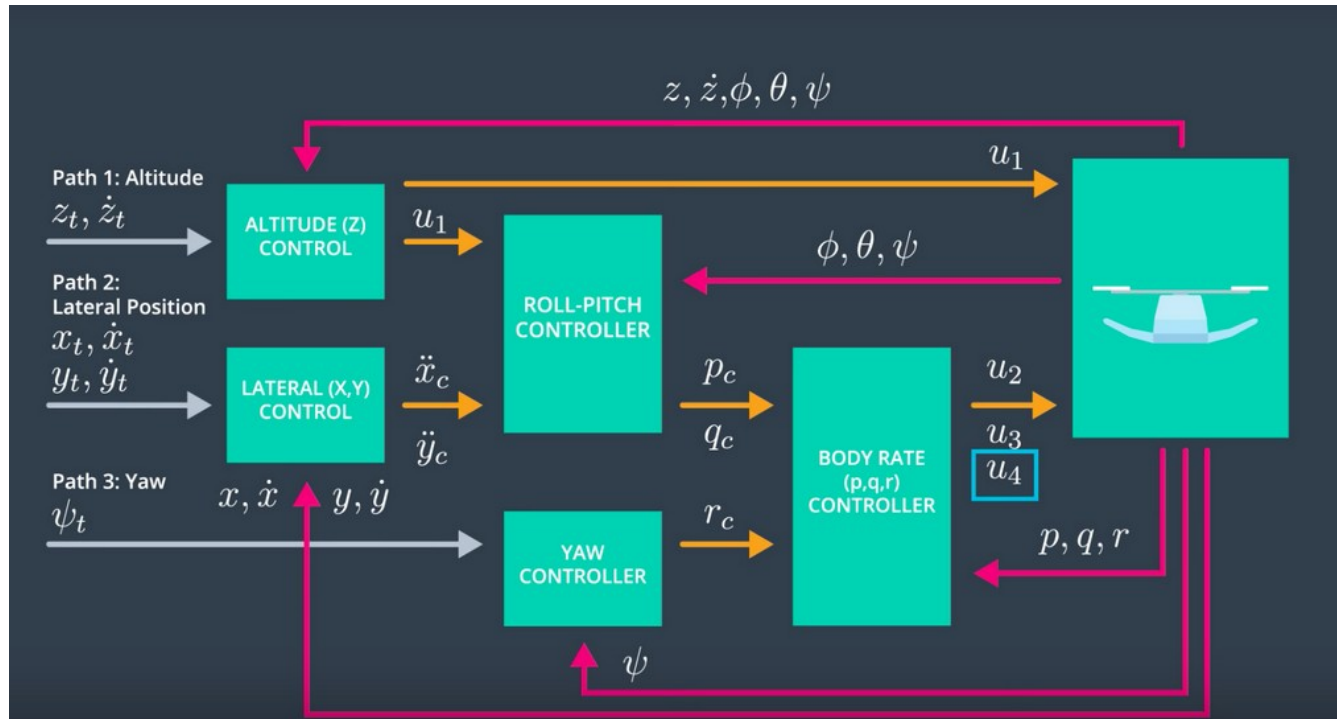 z, ż, ϕ, θ, ψ
u₁
Path 1: Altitude
z_t, ż_t
ALTITUDE (Z)
CONTROL
u₁
ϕ, θ, ψ
Path 2:
Lateral Position
x_t, ẋ_t
y_t, ẏ_t
ROLL-PITCH
CONTROLLER
LATERAL (X,Y)
CONTROL
ẍ_c
ÿ_c
p_c
q_c
BODY RATE
(p,q,r)
CONTROLLER
u₂
u₃
u₄
Path 3: Yaw
ψ_t
x, ẋ
y, ẏ
YAW
CONTROLLER
r_c
p, q, r
ψ